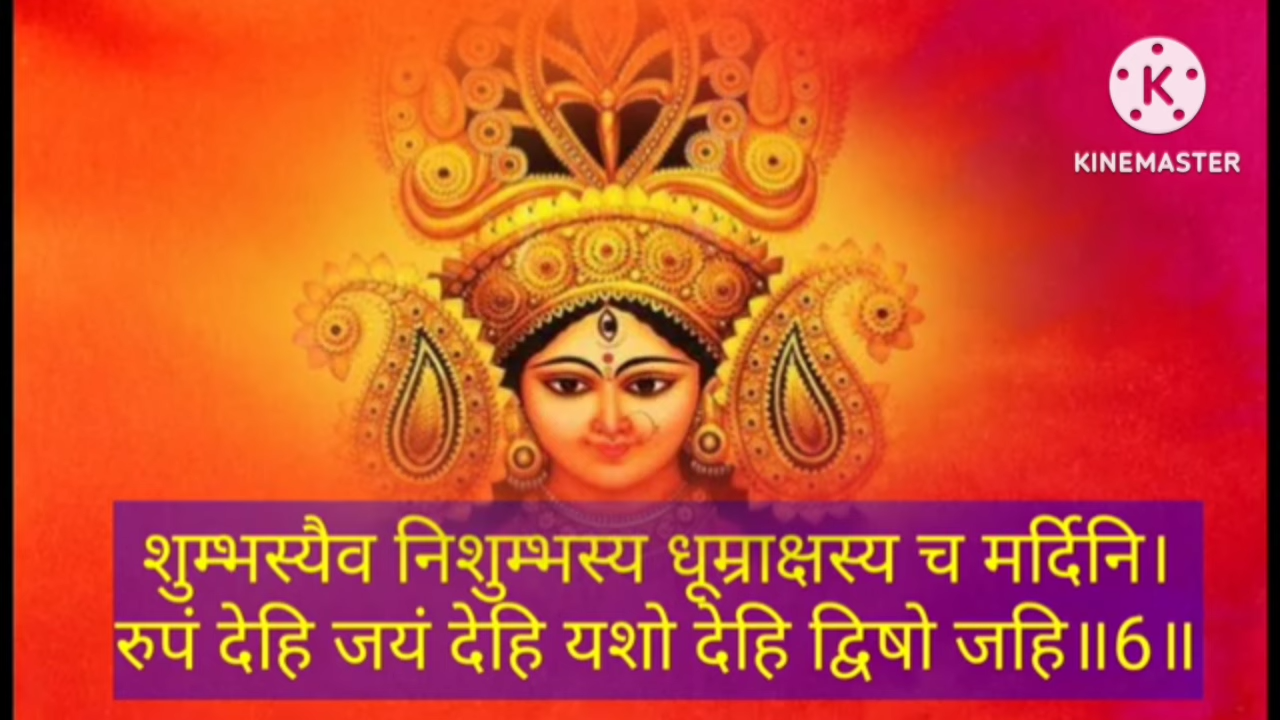 K
KINEMASTER
शुम्भस्यैव निशुम्भस्य धूम्राक्षस्य च मर्दिनि।
रुपं देहि जयं देहि यशो देहि द्विषो जहि॥6॥